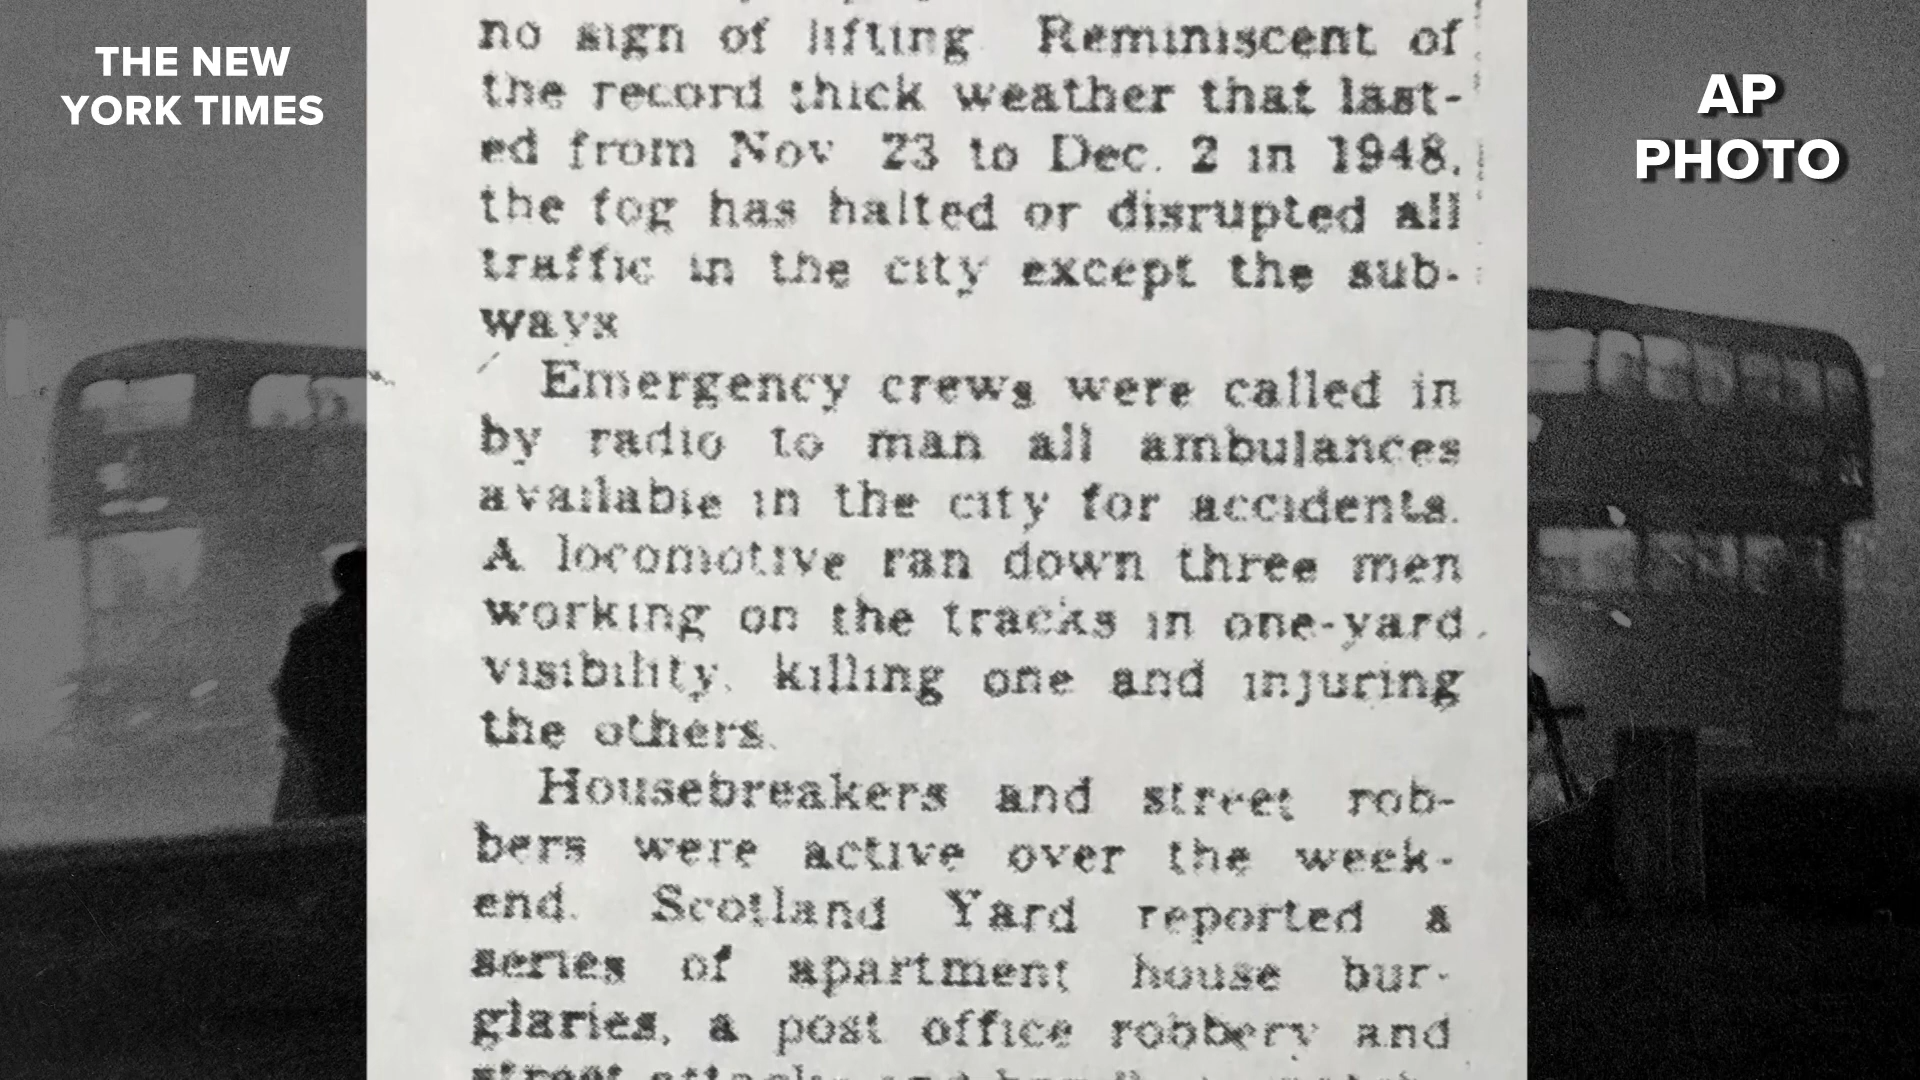 THE NEW
YORK TIMES
AP
PHOTO
no sign of lifting Reminiscent of
the record thick weather that last-
ed from Nov 23 to Dec. 2 in 1948,
the fog has halted or disrupted all
traffic in the city except the sub-
ways
Emergency crews were called in
by radio to man all ambulances
available in the city for accidents.
A locomotive ran down three men
working on the tracks in one-yard
visibility, killing one and injuring
the others.
Housebreakers and street rob-
bers were active over the week-
end. Scotland Yard reported a
series of apartment house bur-
glaries, a post office robbery and
street attacks and